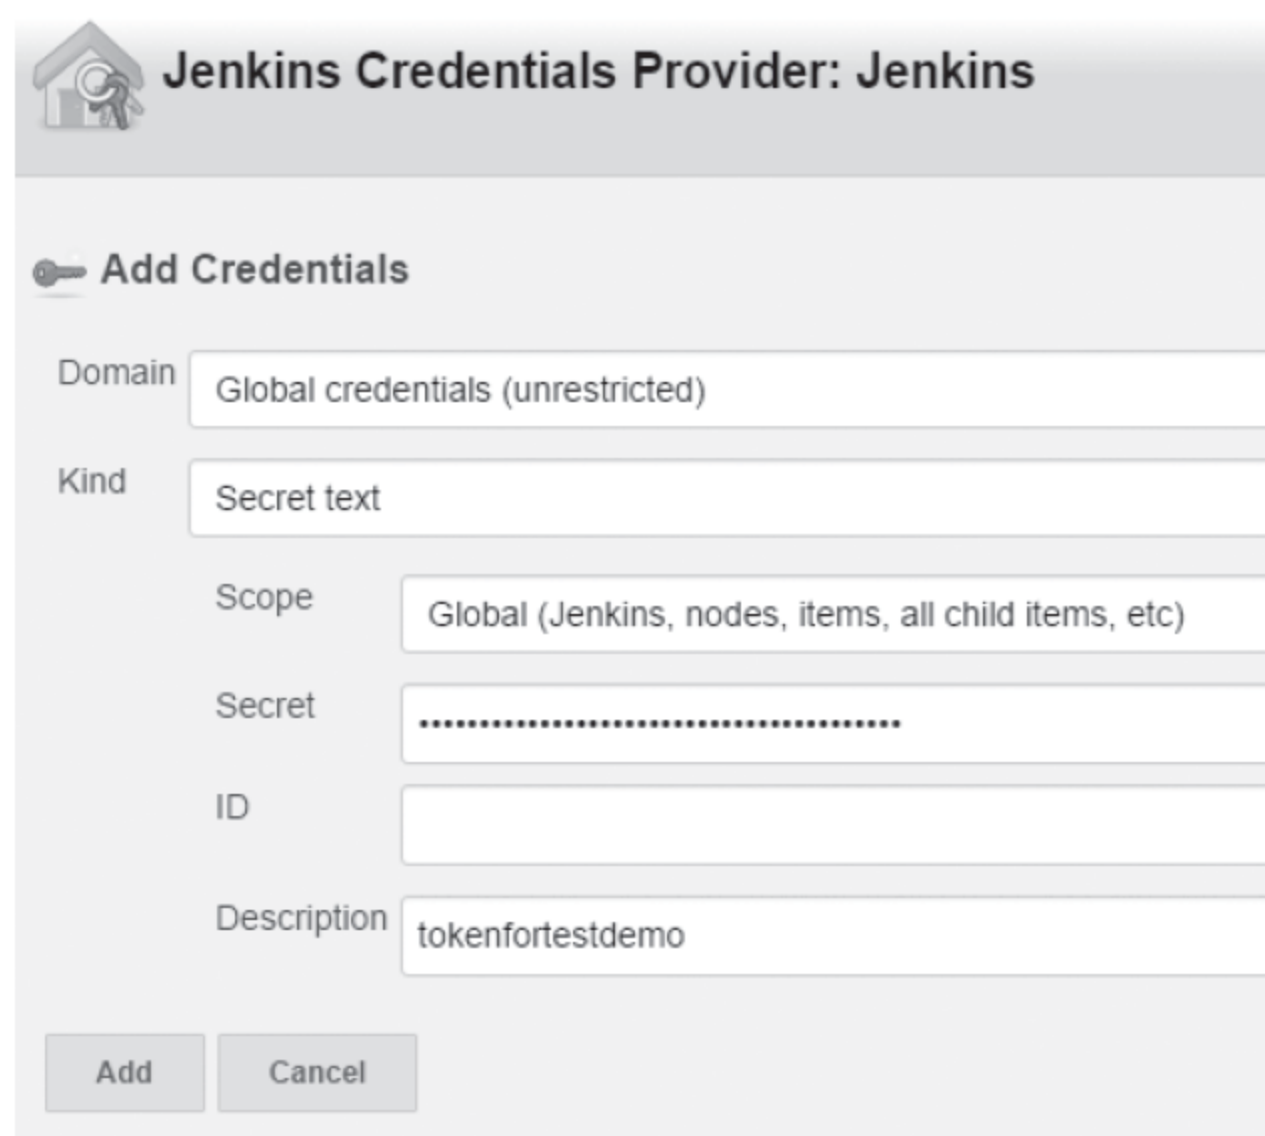 Jenkins Credentials Provider: Jenkins
Add Credentials
Domain Global credentials (unrestricted)
Kind Secret text
Scope Global (Jenkins, nodes, items, all child items, etc)
Secret ••••••••••••••••••••••••••••••••••••••••
ID
Description tokenfortestdemo
Add Cancel